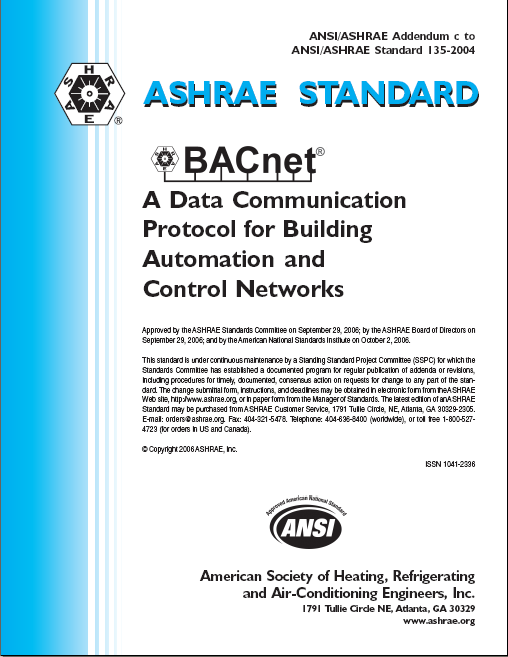 ANSI/ASHRAE Addendum c to
ANSI/ASHRAE Standard 135-2004
ASHRAE
®
ASHRAE STANDARD
BACnet®
A Data Communication
Protocol for Building
Automation and
Control Networks
Approved by the ASHRAE Standards Committee on September 29, 2006; by the ASHRAE Board of Directors on
September 29, 2006; and by the American National Standards Institute on October 2, 2006.
This standard is under continuous maintenance by a Standing Standard Project Committee (SSPC) for which the
Standards Committee has established a documented program for regular publication of addenda or revisions,
including procedures for timely, documented, consensus action on requests for change to any part of the stan-
dard. The change submittal form, instructions, and deadlines may be obtained in electronic form from the ASHRAE
Web site, http://www.ashrae.org, or in paper form from the Manager of Standards. The latest edition of an ASHRAE
Standard may be purchased from ASHRAE Customer Service, 1791 Tullie Circle, NE, Atlanta, GA 30329-2305.
E-mail: orders@ashrae.org. Fax: 404-321-5478. Telephone: 404-636-8400 (worldwide), or toll free 1-800-527-
4723 (for orders in US and Canada).
© Copyright 2006 ASHRAE, Inc.
ISSN 1041-2336
Approved American National Standard
ANSI
American Society of Heating, Refrigerating
and Air-Conditioning Engineers, Inc.
1791 Tullie Circle NE, Atlanta, GA 30329
www.ashrae.org